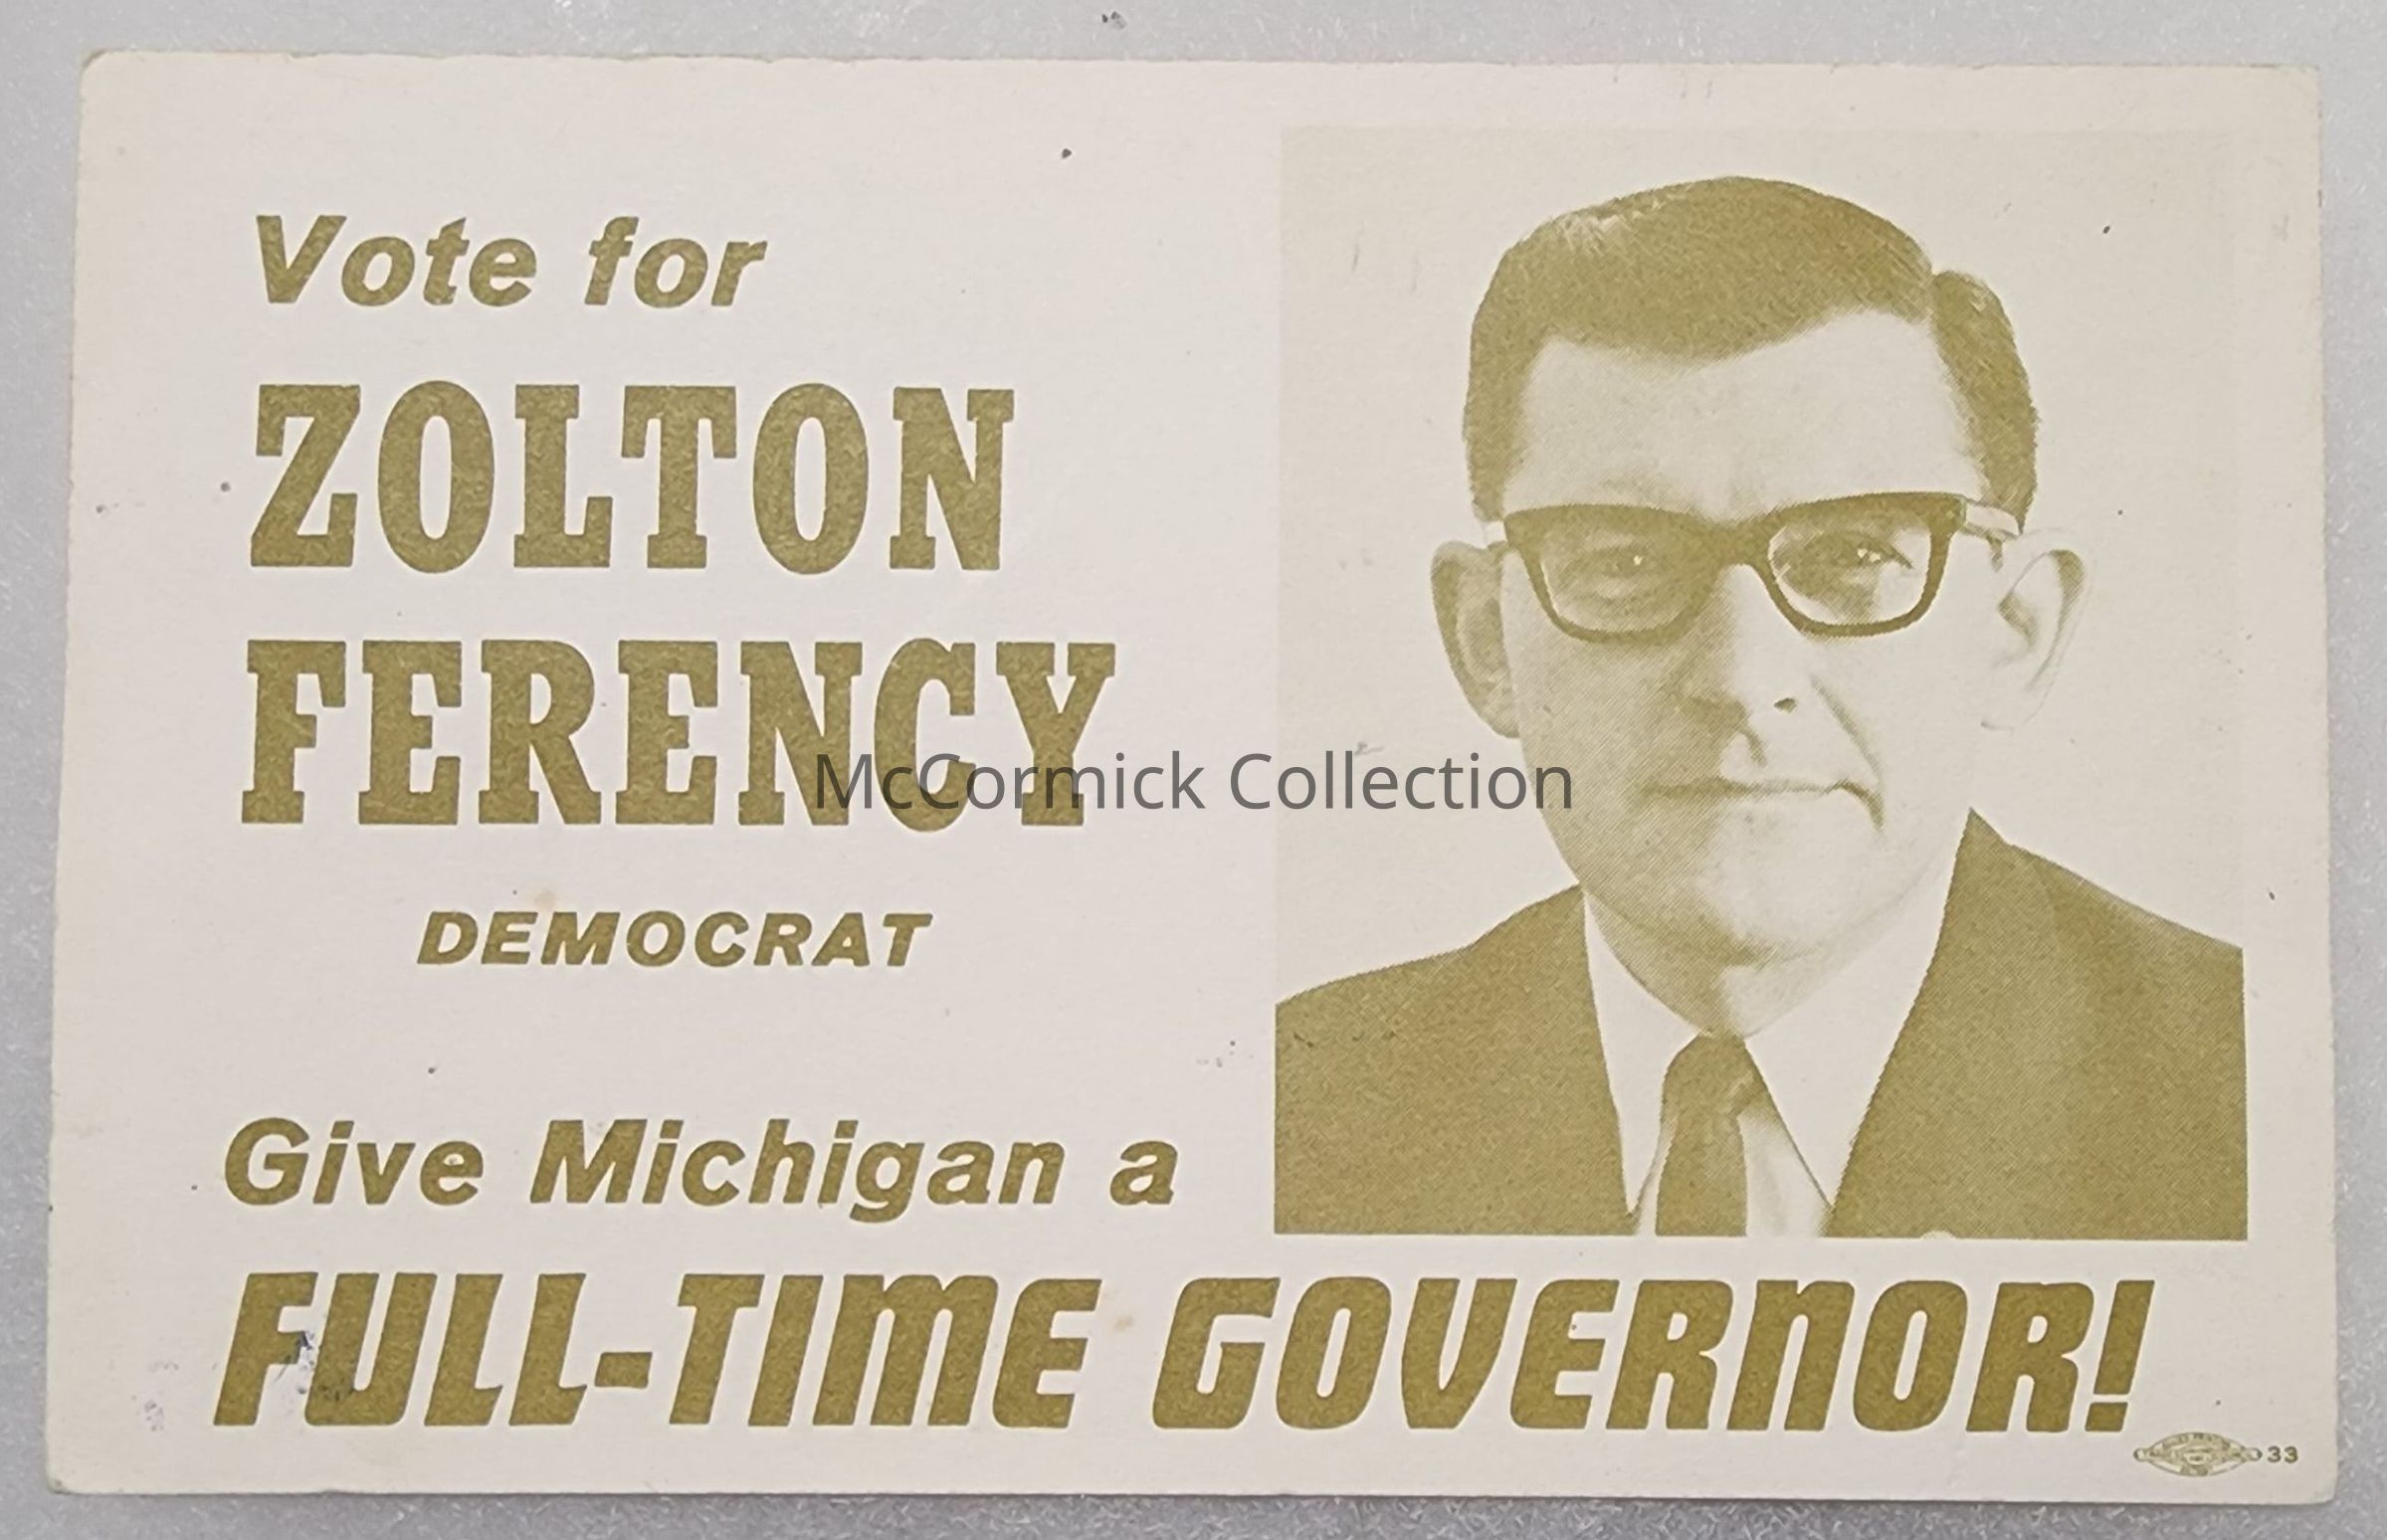 Vote for
ZOLTON
FERENCY
McCormick Collection
DEMOCRAT
Give Michigan a
FULL-TIME GOVERNOR!
33